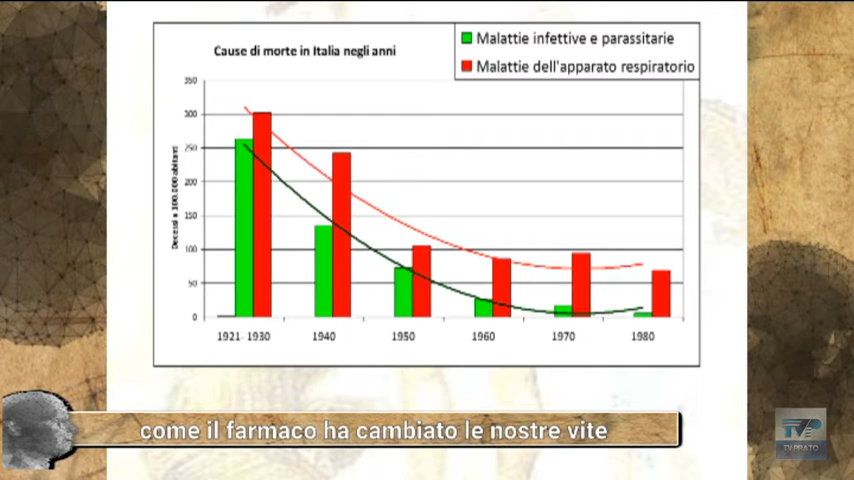 Cause di morte in Italia negli anni
Malattie infettive e parassitarie
Malattie dell'apparato respiratorio
Decessi a 100.000 abitanti
350
300
250
200
150
100
50
0
1921- 1930 1940 1950 1960 1970 1980
come il farmaco ha cambiato le nostre vite
TVP
TV PRATO